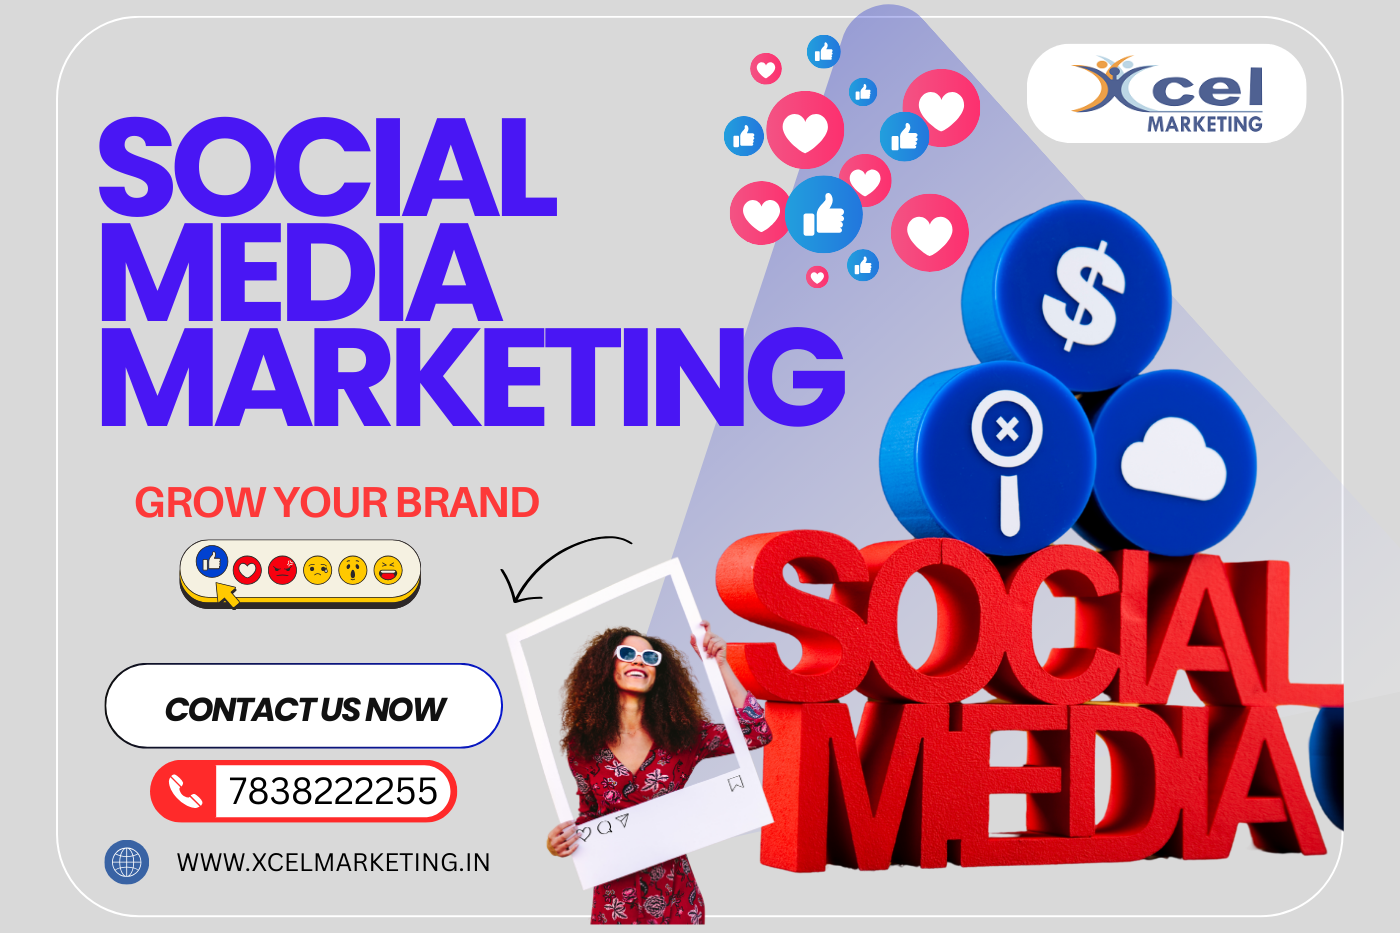 Xcel
MARKETING
SOCIAL
MEDIA
MARKETING
GROW YOUR BRAND
CONTACT US NOW
7838222255
WWW.XCELMARKETING.IN
$
SOCIAL
MEDIA